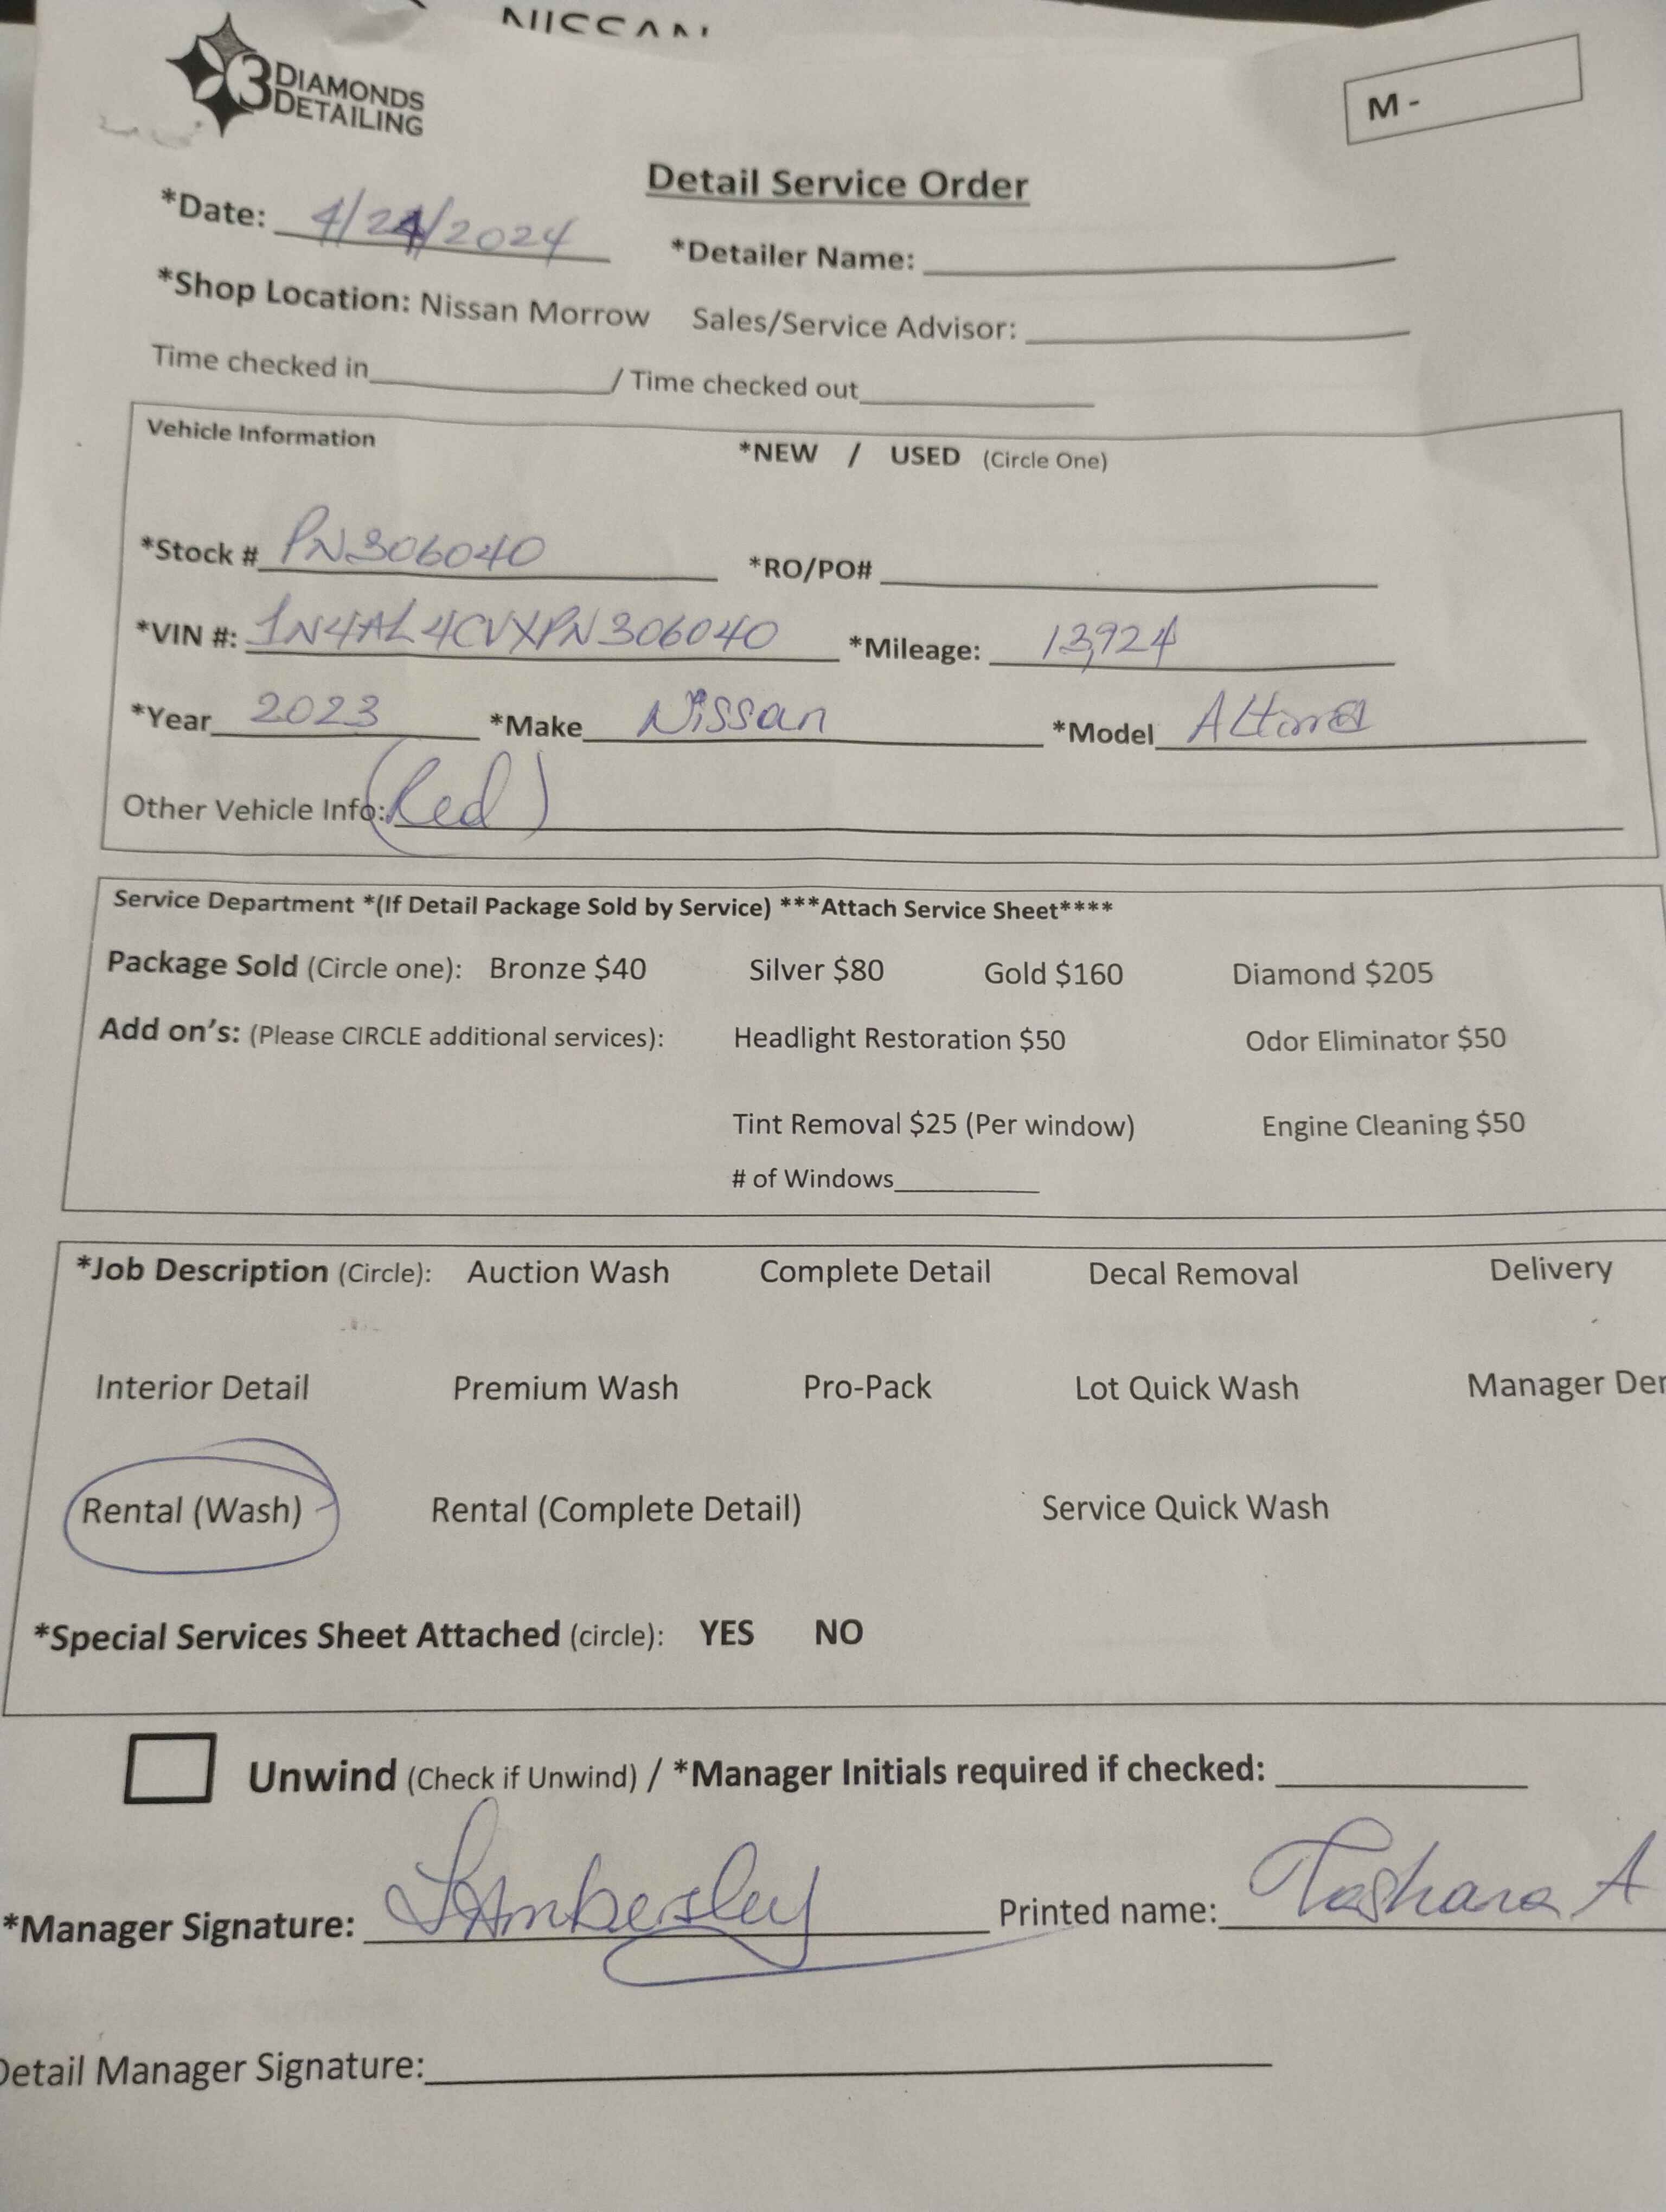 NISSAN
3 DIAMONDS
DETAILING
M -
Detail Service Order
*Date: 4/24/2024 *Detailer Name:
*Shop Location: Nissan Morrow Sales/Service Advisor:
Time checked in / Time checked out
Vehicle Information *NEW / USED (Circle One)
*Stock # PN306040 *RO/PO#
*VIN #: 1N4AL4CVXPN306040 *Mileage: 13,924
*Year 2023 *Make Nissan *Model Altima
Other Vehicle Info: (Red)
Service Department *(If Detail Package Sold by Service) ***Attach Service Sheet****
Package Sold (Circle one): Bronze $40 Silver $80 Gold $160 Diamond $205
Add on's: (Please CIRCLE additional services): Headlight Restoration $50 Odor Eliminator $50
Tint Removal $25 (Per window) Engine Cleaning $50
# of Windows
*Job Description (Circle): Auction Wash Complete Detail Decal Removal Delivery
Interior Detail Premium Wash Pro-Pack Lot Quick Wash Manager Der
Rental (Wash) Rental (Complete Detail) Service Quick Wash
*Special Services Sheet Attached (circle): YES NO
Unwind (Check if Unwind) / *Manager Initials required if checked:
*Manager Signature: Printed name: Tashara A
Detail Manager Signature: